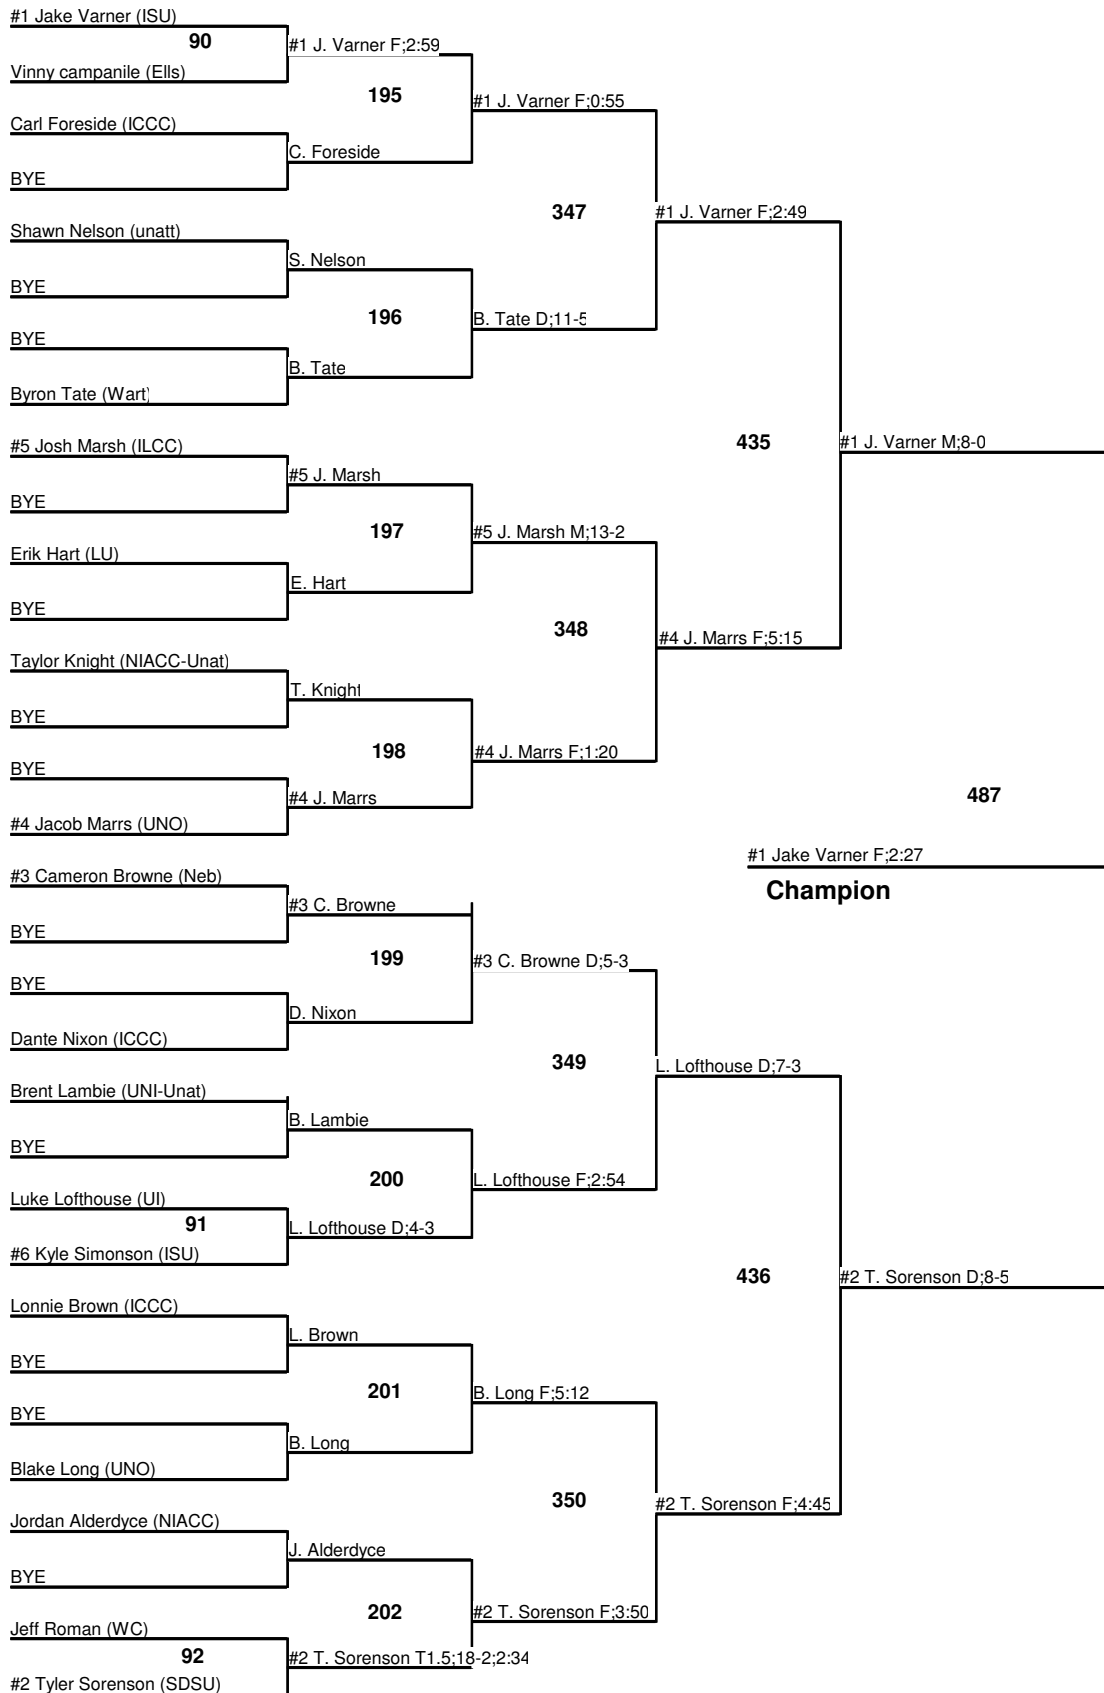 #1 Jake Varner (ISU)
90
#1 J. Varner F;2:59
Vinny campanile (Ells)
195
#1 J. Varner F;0:55
Carl Foreside (ICCC)
C. Foreside
BYE
347
#1 J. Varner F;2:49
Shawn Nelson (unatt)
S. Nelson
BYE
196
B. Tate D;11-5
BYE
B. Tate
Byron Tate (Wart)
435
#1 J. Varner M;8-0
#5 Josh Marsh (ILCC)
#5 J. Marsh
BYE
197
#5 J. Marsh M;13-2
Erik Hart (LU)
E. Hart
BYE
348
#4 J. Marrs F;5:15
Taylor Knight (NIACC-Unat)
T. Knight
BYE
198
#4 J. Marrs F;1:20
BYE
#4 J. Marrs
#4 Jacob Marrs (UNO)
487
#1 Jake Varner F;2:27
Champion
#3 Cameron Browne (Neb)
#3 C. Browne
BYE
199
#3 C. Browne D;5-3
BYE
D. Nixon
Dante Nixon (ICCC)
349
L. Lofthouse D;7-3
Brent Lambie (UNI-Unat)
B. Lambie
BYE
200
L. Lofthouse F;2:54
Luke Lofthouse (UI)
91
L. Lofthouse D;4-3
#6 Kyle Simonson (ISU)
436
#2 T. Sorenson D;8-5
Lonnie Brown (ICCC)
L. Brown
BYE
201
B. Long F;5:12
BYE
B. Long
Blake Long (UNO)
350
#2 T. Sorenson F;4:45
Jordan Alderdyce (NIACC)
J. Alderdyce
BYE
202
#2 T. Sorenson F;3:50
Jeff Roman (WC)
92
#2 T. Sorenson T1.5;18-2;2:34
#2 Tyler Sorenson (SDSU)